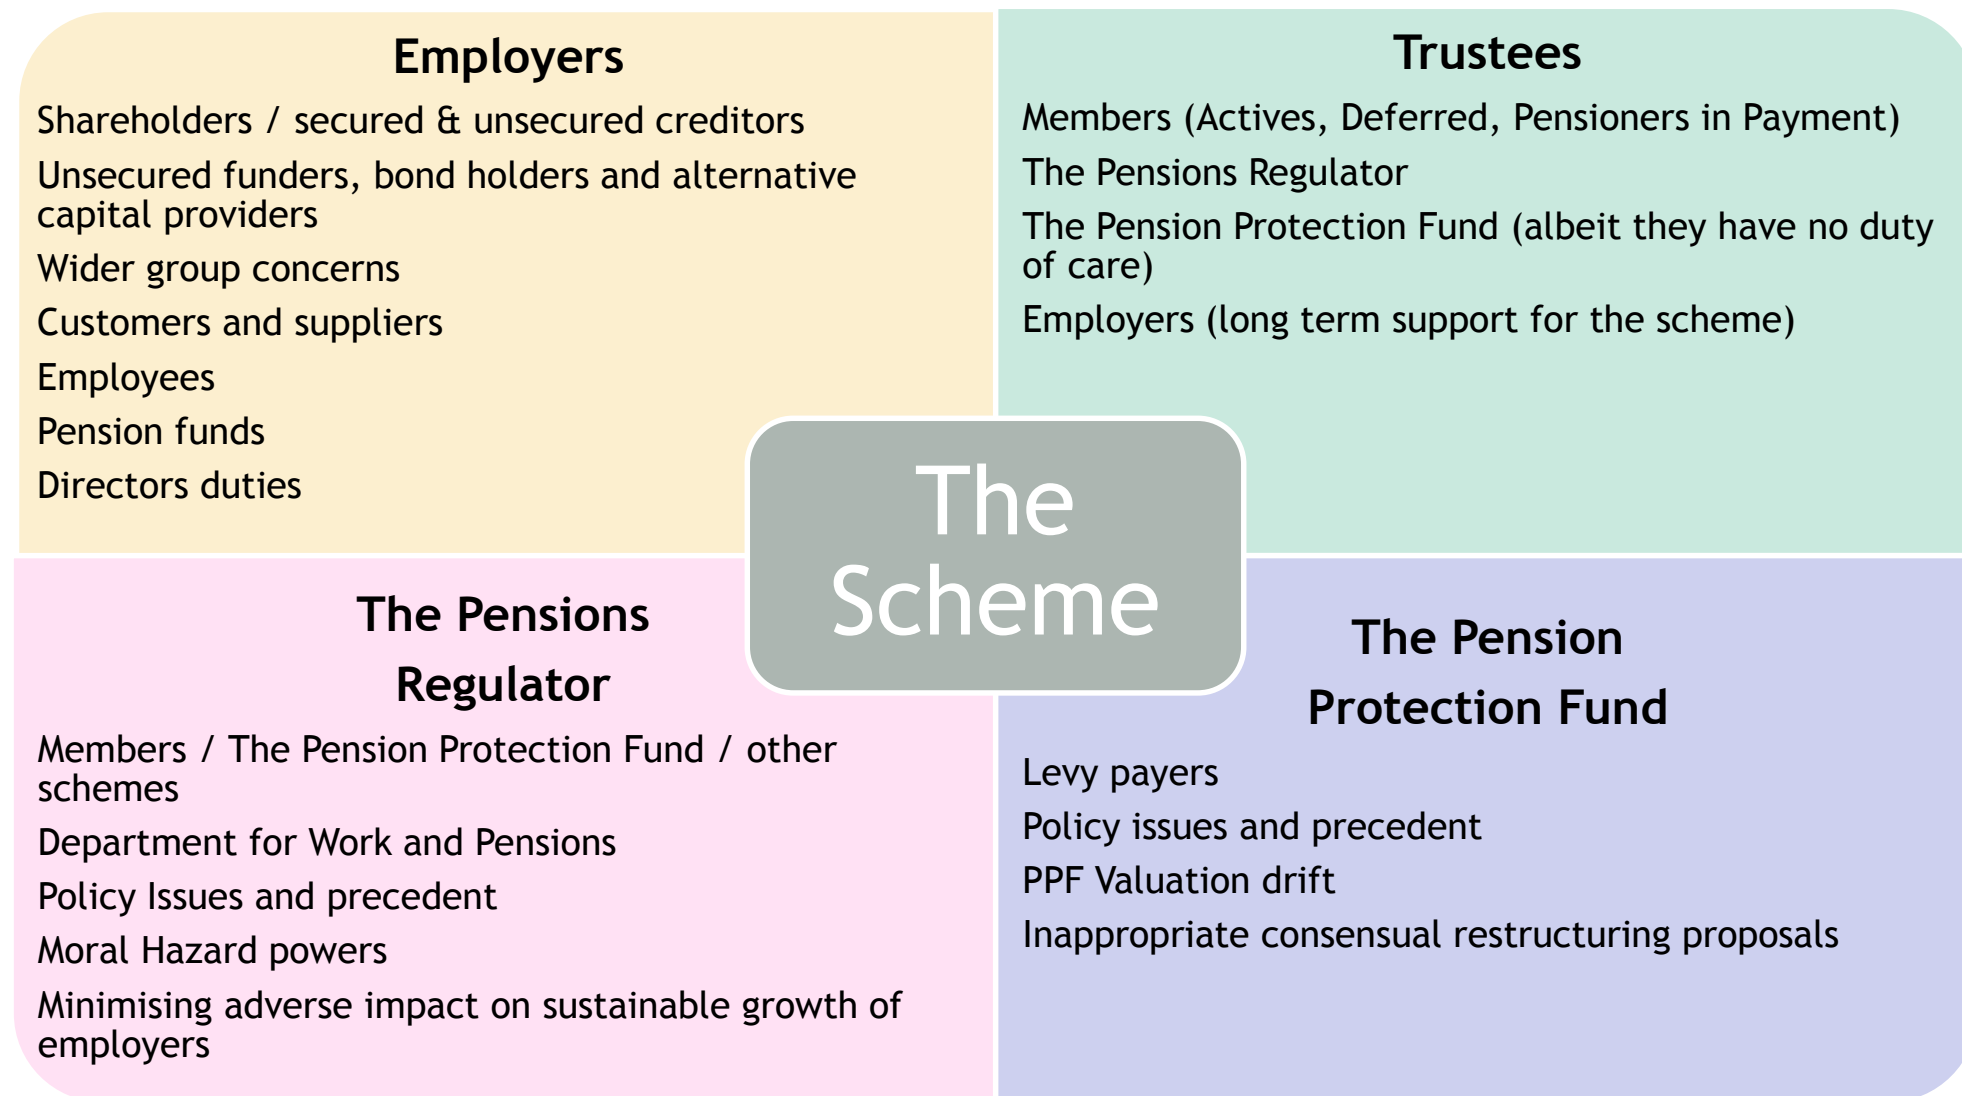 Employers
Shareholders / secured & unsecured creditors
Unsecured funders, bond holders and alternative
capital providers
Wider group concerns
Customers and suppliers
Employees
Pension funds
Directors duties
Trustees
Members (Actives, Deferred, Pensioners in Payment)
The Pensions Regulator
The Pension Protection Fund (albeit they have no duty
of care)
Employers (long term support for the scheme)
The
Scheme
The Pensions
Regulator
Members / The Pension Protection Fund / other
schemes
Department for Work and Pensions
Policy Issues and precedent
Moral Hazard powers
Minimising adverse impact on sustainable growth of
employers
The Pension
Protection Fund
Levy payers
Policy issues and precedent
PPF Valuation drift
Inappropriate consensual restructuring proposals